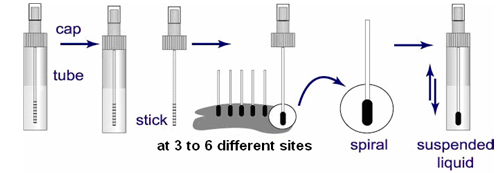 cap
tube
stick
at 3 to 6 different sites
spiral
suspended
liquid